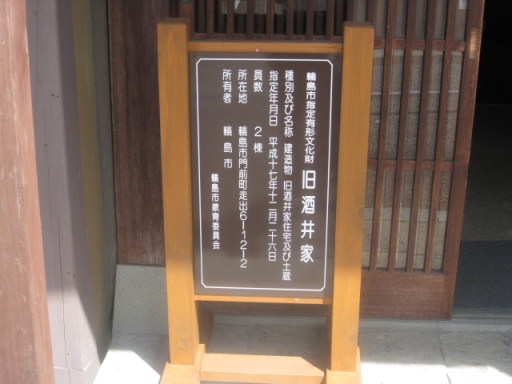 輪島市指定有形文化財 旧酒井家
種別及び名称 建造物 旧酒井家住宅及び土蔵
指定年月日 平成十七年十二月二十六日
員数 2棟
所在地 輪島市門前町走出6-12-2
所有者 輪島市
輪島市教育委員会